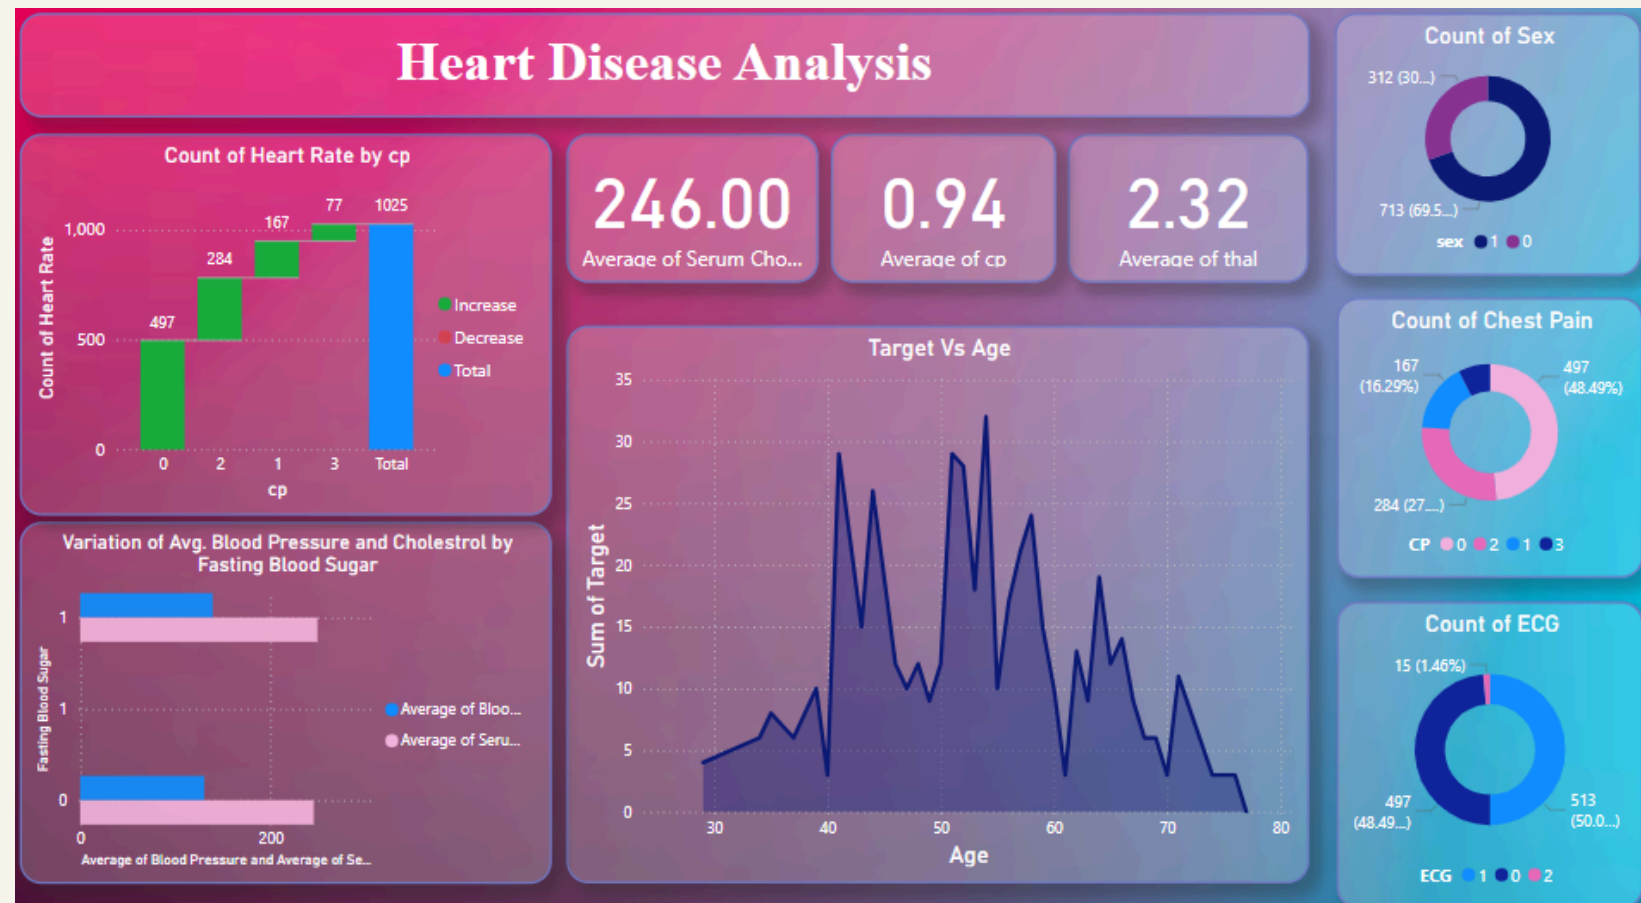 Heart Disease Analysis
Count of Heart Rate by cp
Count of Heart Rate
1,000
500
0
497
284
167
77
1025
0
2
1
3
Total
cp
Increase
Decrease
Total
246.00
Average of Serum Cho...
0.94
Average of cp
2.32
Average of thal
Variation of Avg. Blood Pressure and Cholestrol by
Fasting Blood Sugar
Fasting Blood Sugar
1
1
0
0
200
Average of Blood Pressure and Average of Se...
Average of Bloo...
Average of Seru...
Target Vs Age
Sum of Target
35
30
25
20
15
10
5
0
30
40
50
60
70
80
Age
Count of Sex
312 (30...)
713 (69.5...)
sex 1 0
Count of Chest Pain
167
(16.29%)
497
(48.49%)
284 (27....)
CP 0 2 1 3
Count of ECG
15 (1.46%)
497
(48.49...)
513
(50.0...)
ECG 1 0 2